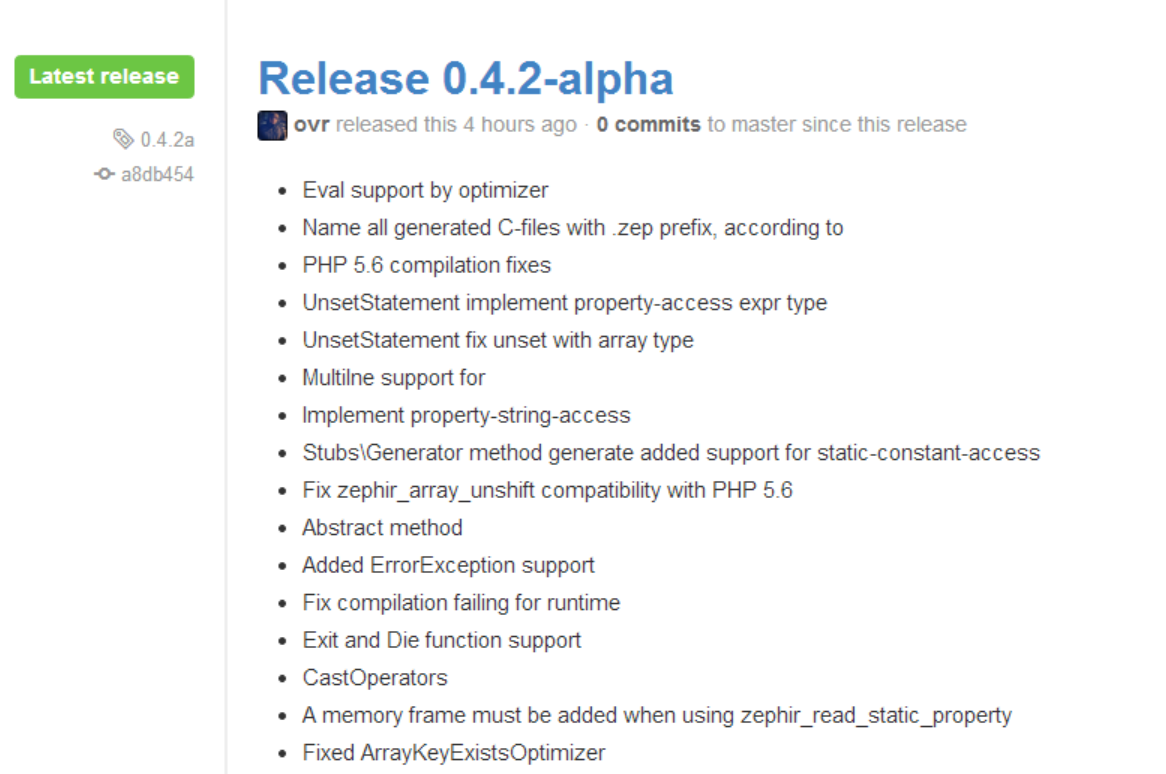 Latest release
0.4.2a
a8db454
Release 0.4.2-alpha
ovr released this 4 hours ago · 0 commits to master since this release
• Eval support by optimizer
• Name all generated C-files with .zep prefix, according to
• PHP 5.6 compilation fixes
• UnsetStatement implement property-access expr type
• UnsetStatement fix unset with array type
• Multilne support for
• Implement property-string-access
• Stubs\Generator method generate added support for static-constant-access
• Fix zephir_array_unshift compatibility with PHP 5.6
• Abstract method
• Added ErrorException support
• Fix compilation failing for runtime
• Exit and Die function support
• CastOperators
• A memory frame must be added when using zephir_read_static_property
• Fixed ArrayKeyExistsOptimizer